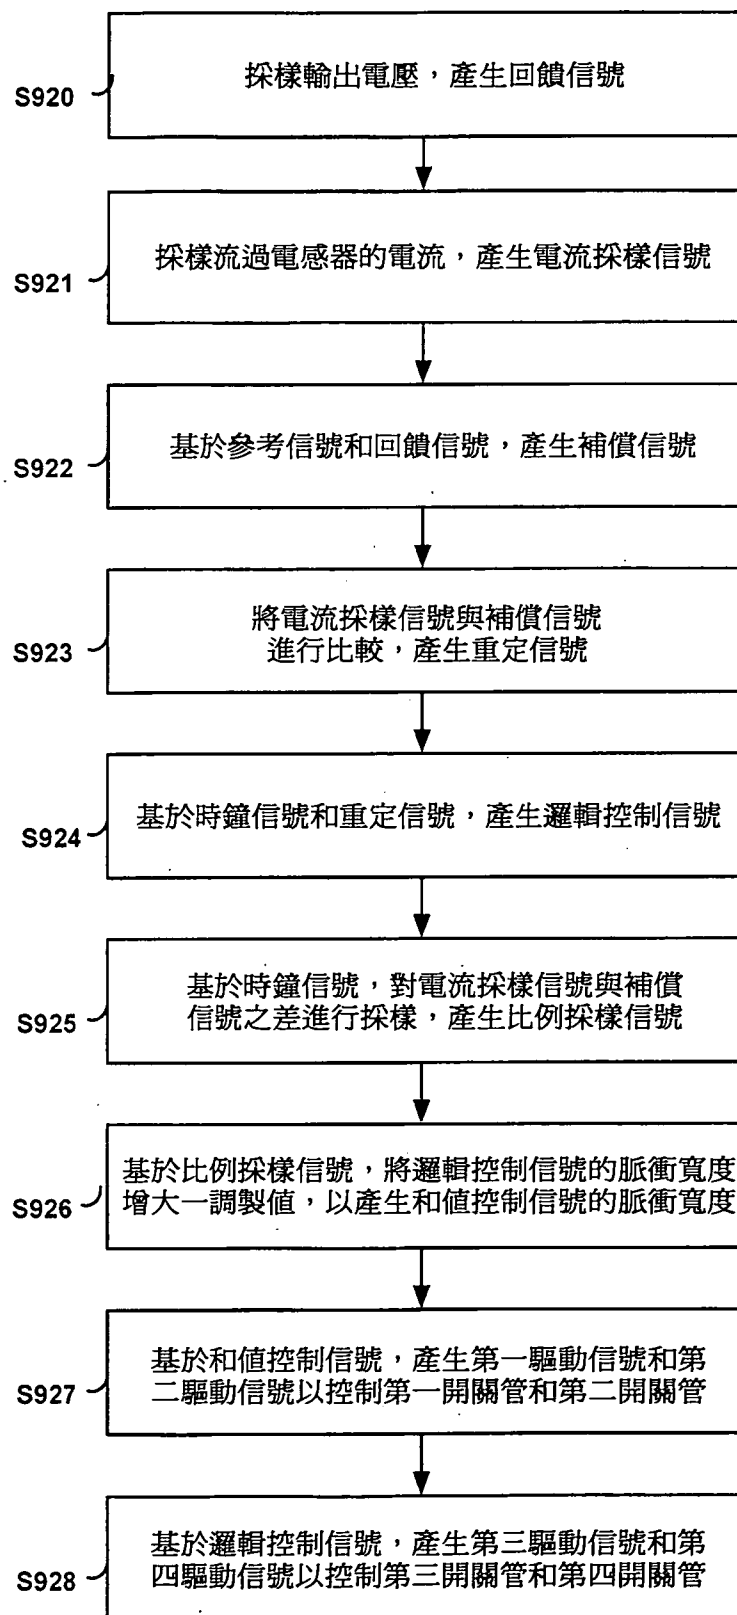 S920
採樣輸出電壓，產生回饋信號
S921
採樣流過電感器的電流，產生電流採樣信號
S922
基於參考信號和回饋信號，產生補償信號
S923
將電流採樣信號與補償信號
進行比較，產生重定信號
S924
基於時鐘信號和重定信號，產生邏輯控制信號
S925
基於時鐘信號，對電流採樣信號與補償
信號之差進行採樣，產生比例採樣信號
S926
基於比例採樣信號，將邏輯控制信號的脈衝寬度
增大一調製值，以產生和值控制信號的脈衝寬度
S927
基於和值控制信號，產生第一驅動信號和第
二驅動信號以控制第一開關管和第二開關管
S928
基於邏輯控制信號，產生第三驅動信號和第
四驅動信號以控制第三開關管和第四開關管